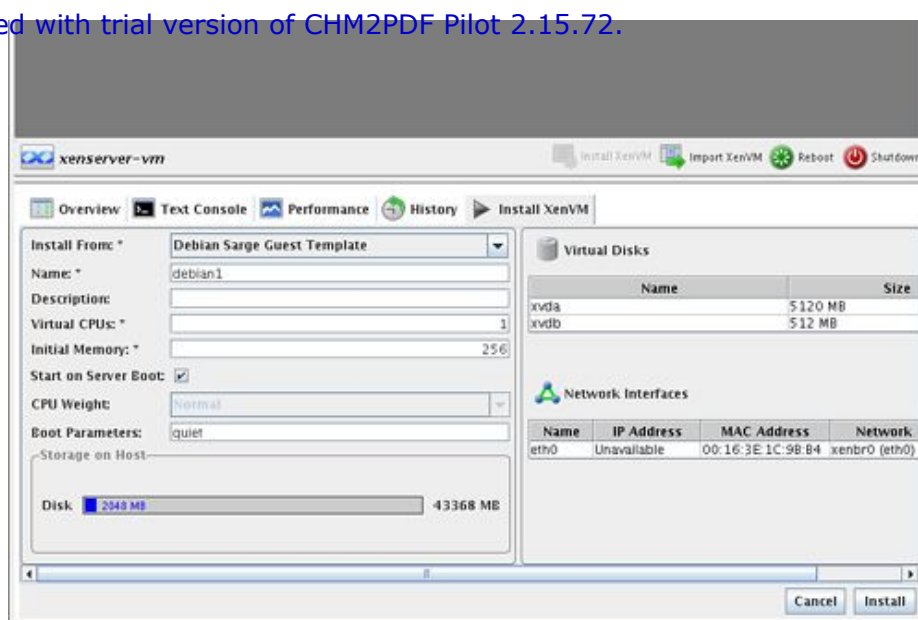 ed with trial version of CHM2PDF Pilot 2.15.72.
xenserver-vm
Install XenVM Import XenVM Reboot Shutdown
Overview Text Console Performance History Install XenVM
Install From: * Debian Sarge Guest Template
Name: * debian1
Description:
Virtual CPUs: * 1
Initial Memory: * 256
Start on Server Boot:
CPU Weight: Normal
Boot Parameters: quiet
Storage on Host
Disk 2048 MB 43368 MB
Virtual Disks
Name Size
xvda 5120 MB
xvdb 512 MB
Network Interfaces
Name IP Address MAC Address Network
eth0 Unavailable 00:16:3E:1C:9B:B4 xenbr0 (eth0)
Cancel Install